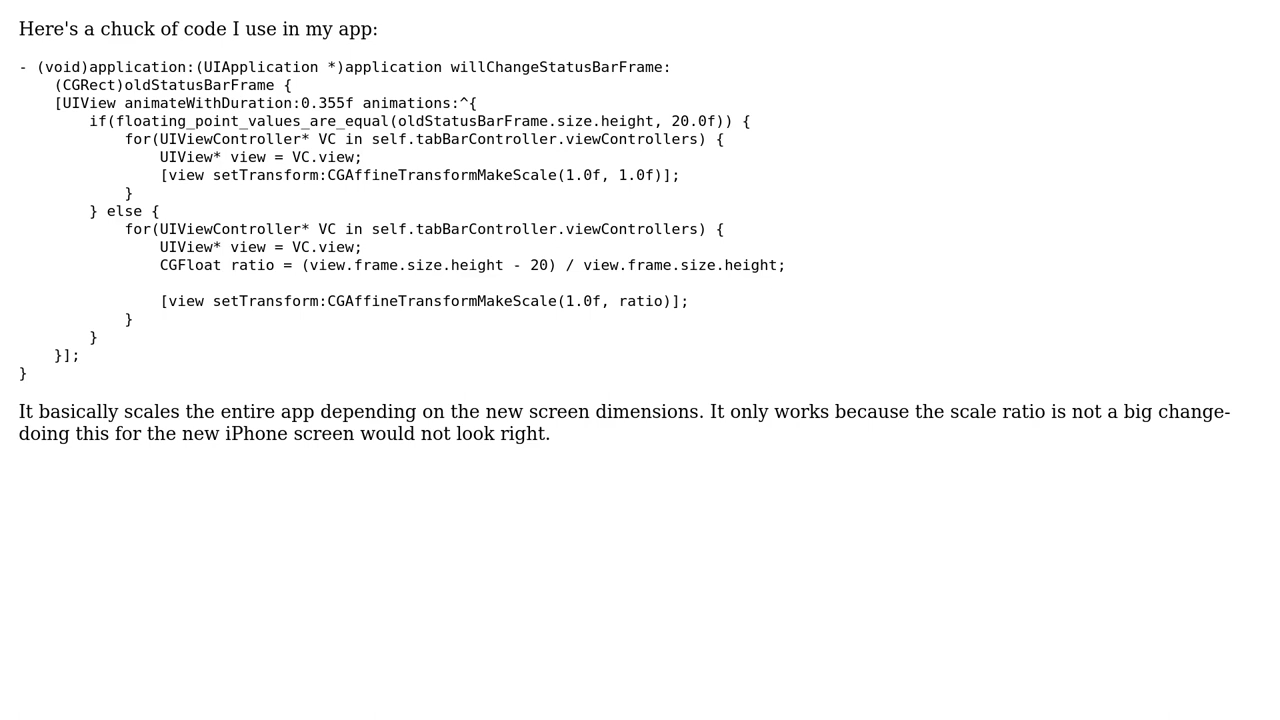 Here's a chuck of code I use in my app:
- (void)application:(UIApplication *)application willChangeStatusBarFrame:
    (CGRect)oldStatusBarFrame {
    [UIView animateWithDuration:0.355f animations:^{
        if(floating_point_values_are_equal(oldStatusBarFrame.size.height, 20.0f)) {
            for(UIViewController* VC in self.tabBarController.viewControllers) {
                UIView* view = VC.view;
                [view setTransform:CGAffineTransformMakeScale(1.0f, 1.0f)];
            }
        } else {
            for(UIViewController* VC in self.tabBarController.viewControllers) {
                UIView* view = VC.view;
                CGFloat ratio = (view.frame.size.height - 20) / view.frame.size.height;
                [view setTransform:CGAffineTransformMakeScale(1.0f, ratio)];
            }
        }
    }];
}
It basically scales the entire app depending on the new screen dimensions. It only works because the scale ratio is not a big change-
doing this for the new iPhone screen would not look right.